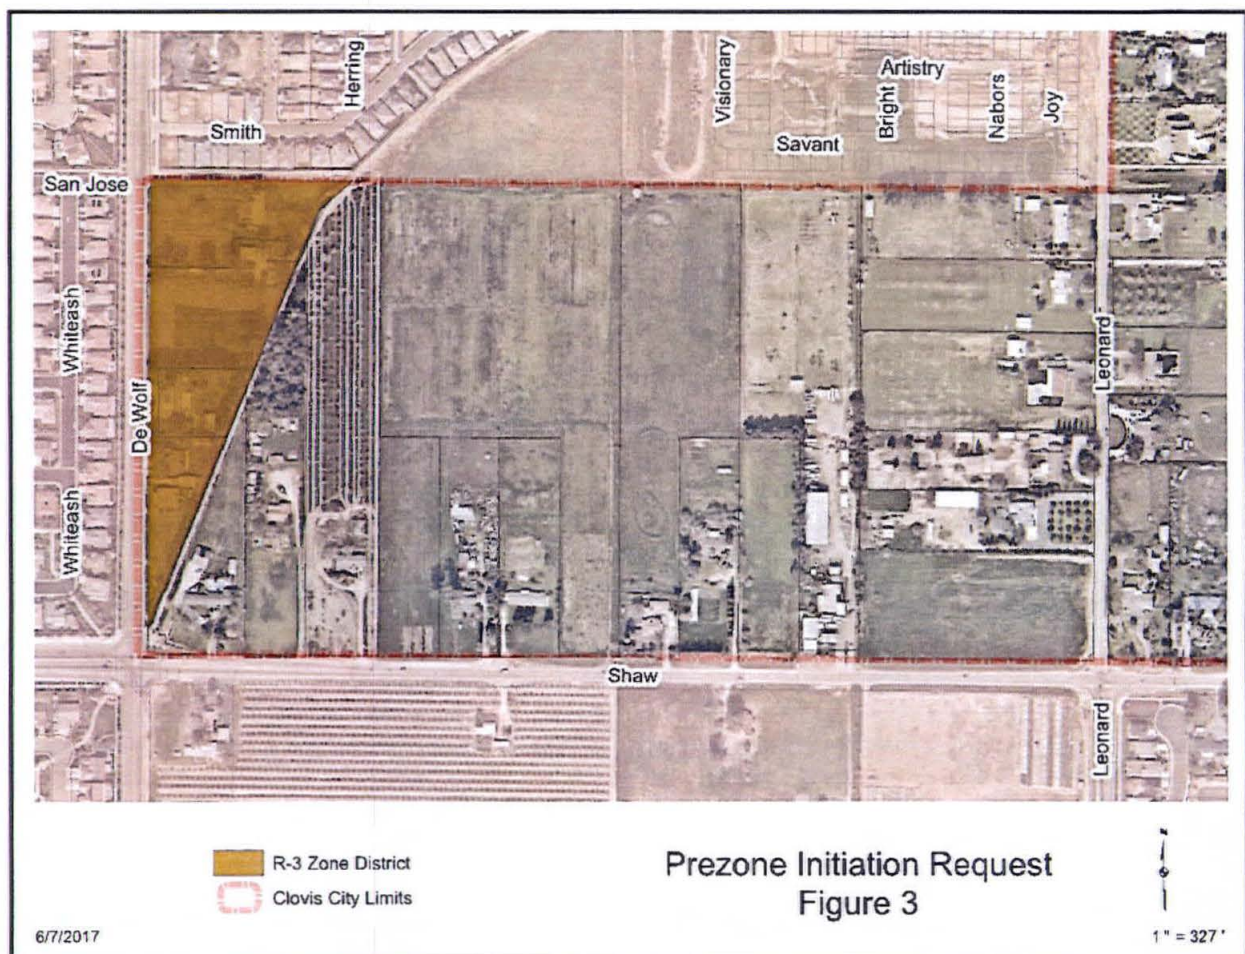 Herring
Visionary
Artistry
Bright
Nabors
Joy
Smith
Savant
San Jose
Whiteash
De Wolf
Leonard
Whiteash
Shaw
Leonard
R-3 Zone District
Clovis City Limits
Prezone Initiation Request
Figure 3
6/7/2017
1" = 327'